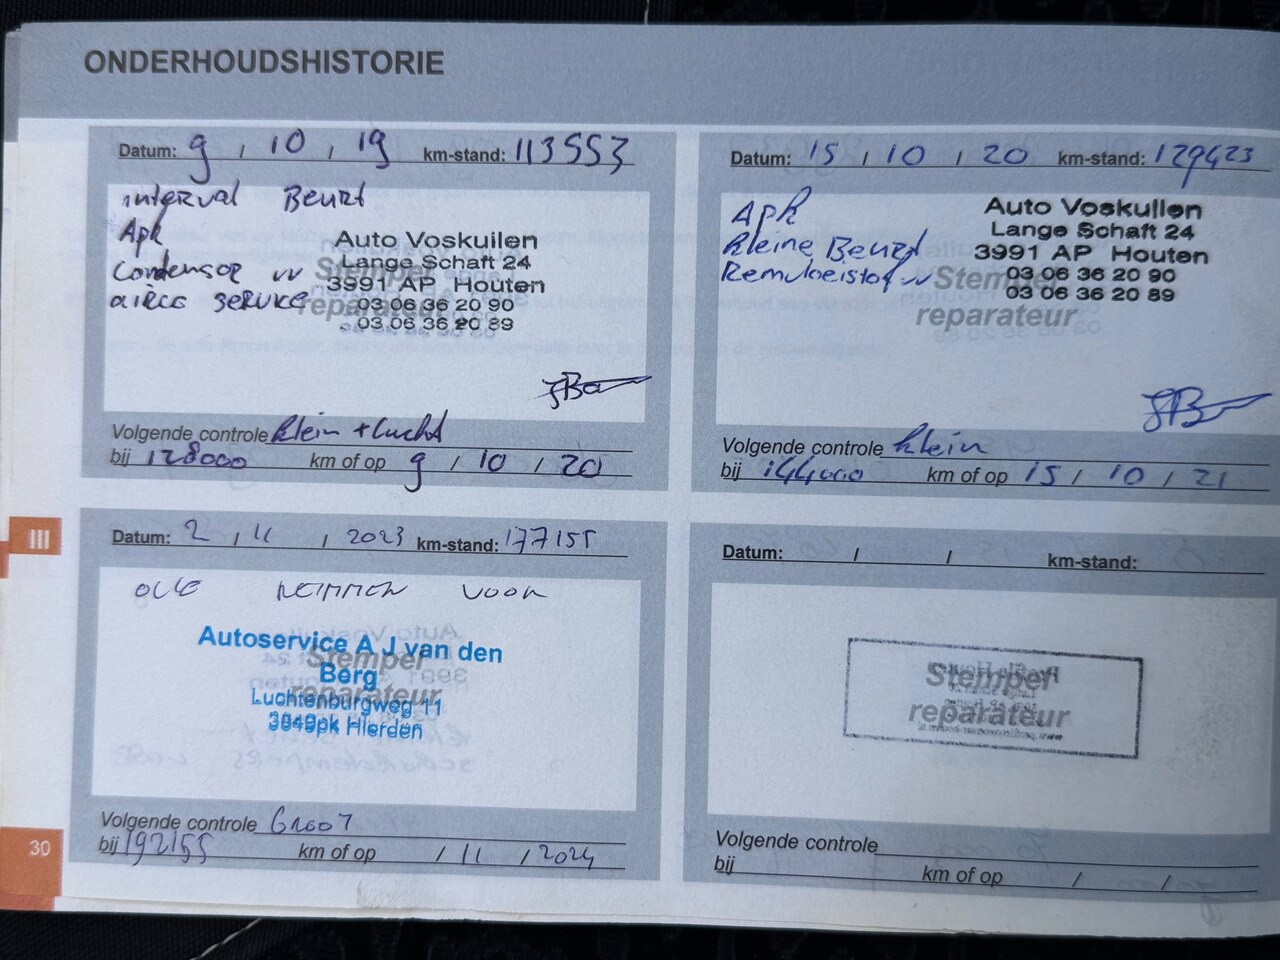 ONDERHOUDSHISTORIE
Datum: 9 / 10 / 19 km-stand: 113553
interval Beurt
Apk
Condensor vv
airco service
Auto Voskuilen
Lange Schaft 24
3991 AP Houten
03 06 36 20 90
03 06 36 20 89
Stempel
reparateur
Volgende controle klein + lucht
bij 128000 km of op 9 / 10 / 20
Datum: 15 / 10 / 20 km-stand: 129423
Apk
kleine Beurt
Remvloeistof vv
Auto Voskuilen
Lange Schaft 24
3991 AP Houten
03 06 36 20 90
03 06 36 20 89
Stempel
reparateur
Volgende controle klein
bij 144000 km of op 15 / 10 / 21
III
Datum: 2 / 11 / 2023 km-stand: 177155
OLIE REMMEN VOOR
Autoservice A J van den
Berg
Luchtenburgweg 11
3849pk Hierden
Stempel
reparateur
Volgende controle Groot
bij 192155 km of op / 11 / 2024
Datum: / / km-stand:
Stempel
reparateur
Volgende controle
bij km of op / /
30